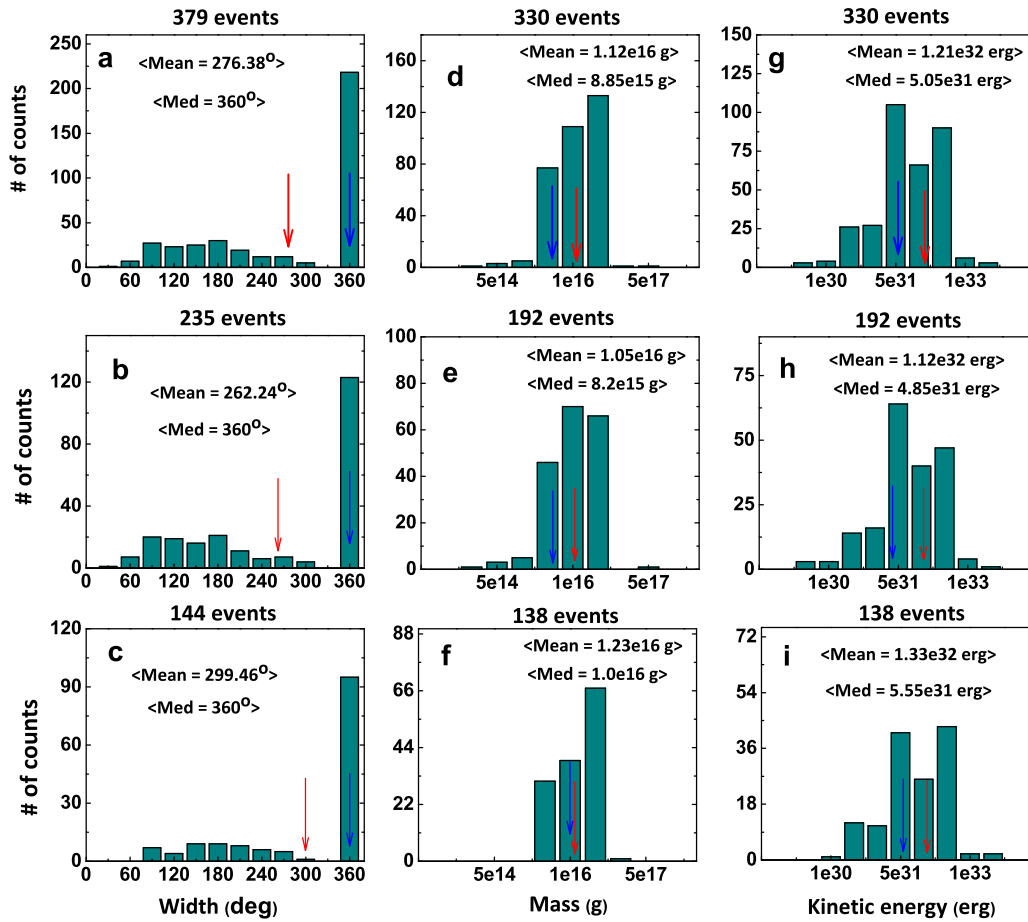 379 events
330 events
330 events
a
<Mean = 276.38°>
<Med = 360°>
d
<Mean = 1.12e16 g>
<Med = 8.85e15 g>
g
<Mean = 1.21e32 erg>
<Med = 5.05e31 erg>
# of counts
250
200
150
100
50
0
0 60 120 180 240 300 360
160
120
80
40
0
5e14 1e16 5e17
150
125
100
75
50
25
0
1e30 5e31 1e33
235 events
192 events
192 events
b
<Mean = 262.24°>
<Med = 360°>
e
<Mean = 1.05e16 g>
<Med = 8.2e15 g>
h
<Mean = 1.12e32 erg>
<Med = 4.85e31 erg>
# of counts
160
120
80
40
0
0 60 120 180 240 300 360
100
80
60
40
20
0
5e14 1e16 5e17
75
50
25
0
1e30 5e31 1e33
144 events
138 events
138 events
c
<Mean = 299.46°>
<Med = 360°>
f
<Mean = 1.23e16 g>
<Med = 1.0e16 g>
i
<Mean = 1.33e32 erg>
<Med = 5.55e31 erg>
# of counts
120
90
60
30
0
0 60 120 180 240 300 360
88
66
44
22
0
5e14 1e16 5e17
72
54
36
18
0
1e30 5e31 1e33
Width (deg)
Mass (g)
Kinetic energy (erg)